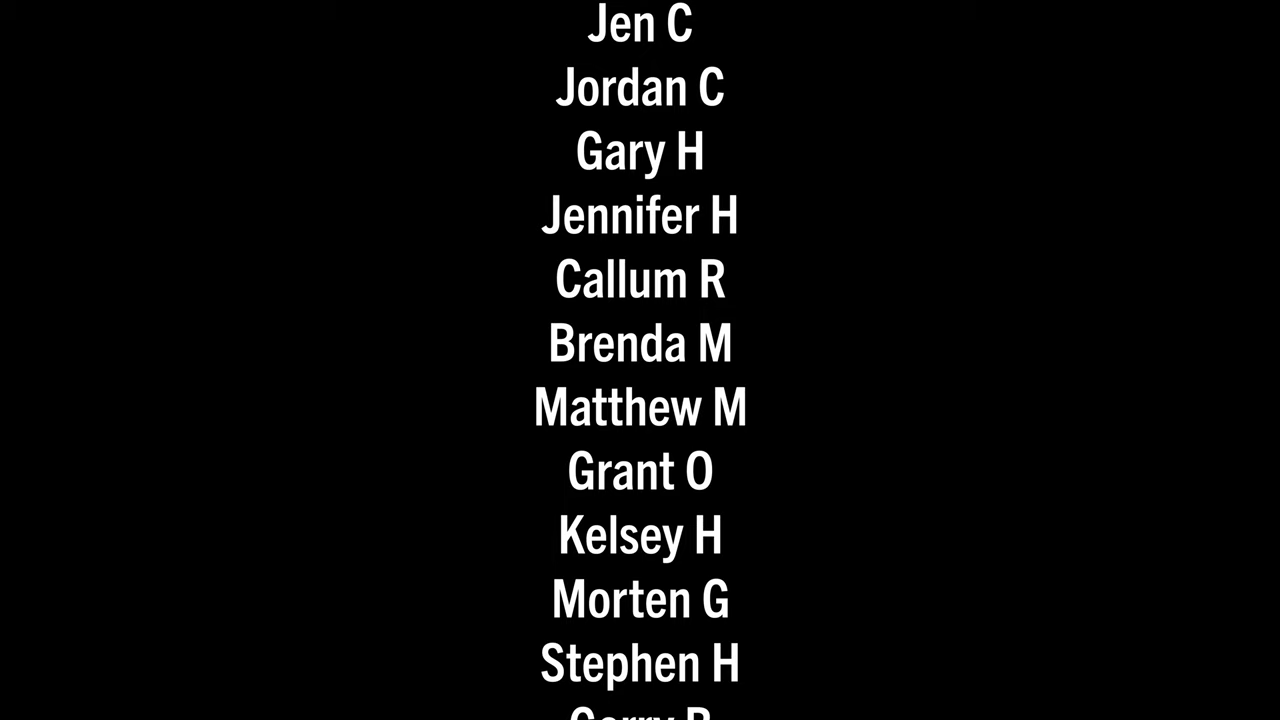 Jen C
Jordan C
Gary H
Jennifer H
Callum R
Brenda M
Matthew M
Grant O
Kelsey H
Morten G
Stephen H